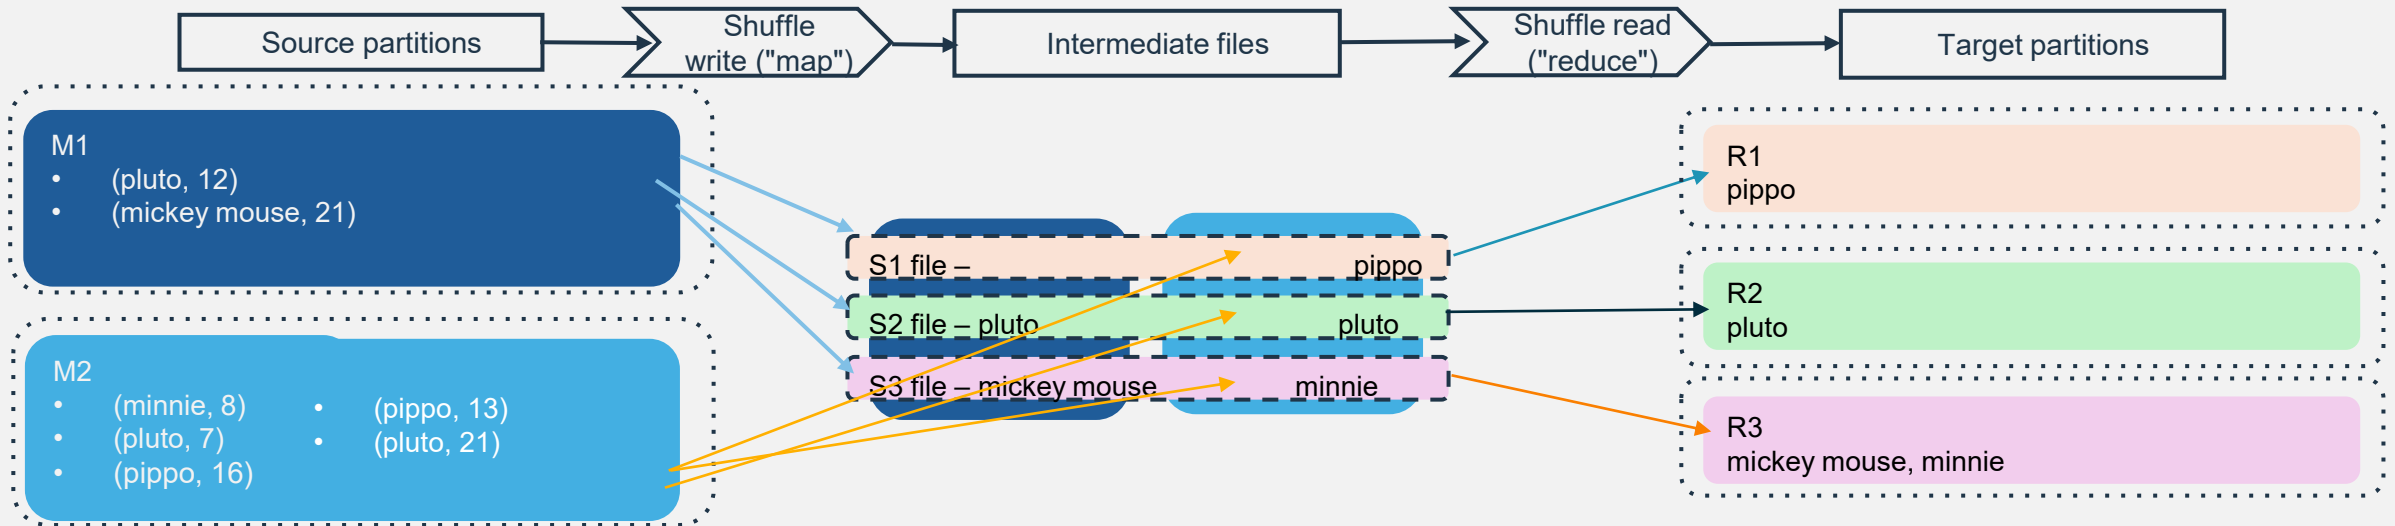 Source partitions
Shuffle
write ("map")
Intermediate files
Shuffle read
("reduce")
Target partitions
M1
• (pluto, 12)
• (mickey mouse, 21)
M2
• (minnie, 8)
• (pluto, 7)
• (pippo, 16)
• (pippo, 13)
• (pluto, 21)
S1 file – pippo
S2 file – pluto pluto
S3 file – mickey mouse minnie
R1
pippo
R2
pluto
R3
mickey mouse, minnie